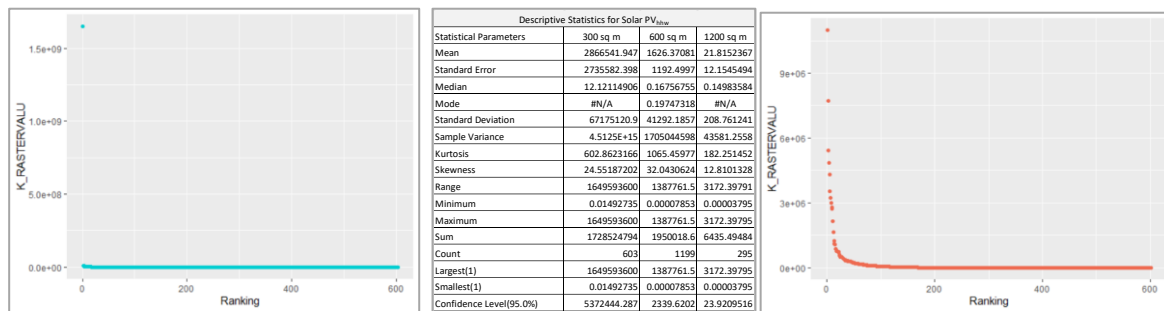 K_RASTERVALU
1.5e+09
1.0e+09
5.0e+08
0.0e+00
0
200
400
600
Ranking
Descriptive Statistics for Solar PVhhw
Statistical Parameters 300 sq m 600 sq m 1200 sq m
Mean 2866541.947 1626.37081 21.8152367
Standard Error 2735582.398 1192.4997 12.1545494
Median 12.12114906 0.16756755 0.14983584
Mode #N/A 0.19747318 #N/A
Standard Deviation 67175120.9 41292.1857 208.761241
Sample Variance 4.5125E+15 1705044598 43581.2558
Kurtosis 602.8623166 1065.45977 182.251452
Skewness 24.55187202 32.0430624 12.8101328
Range 1649593600 1387761.5 3172.39791
Minimum 0.01492735 0.00007853 0.00003795
Maximum 1649593600 1387761.5 3172.39795
Sum 1728524794 1950018.6 6435.49484
Count 603 1199 295
Largest(1) 1649593600 1387761.5 3172.39795
Smallest(1) 0.01492735 0.00007853 0.00003795
Confidence Level(95.0%) 5372444.287 2339.6202 23.9209516
K_RASTERVALU
9e+06
6e+06
3e+06
0e+00
0
200
400
600
Ranking